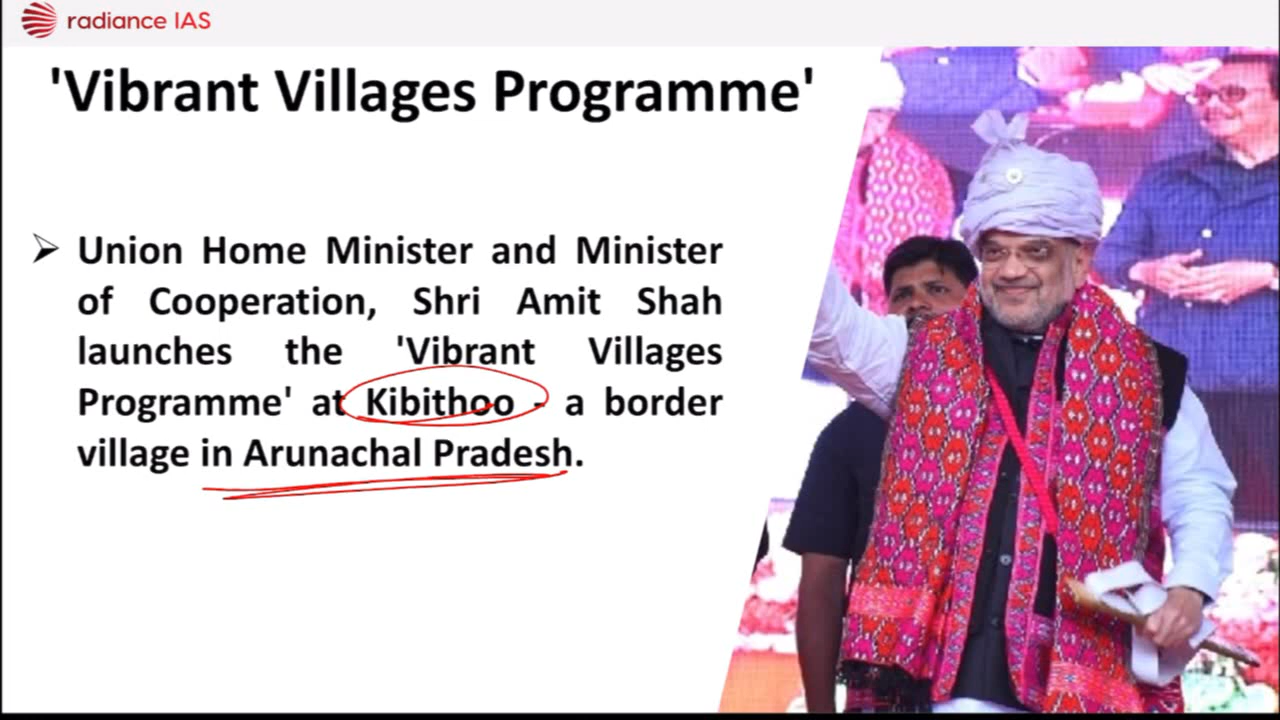 radiance IAS
'Vibrant Villages Programme'
Union Home Minister and Minister
of Cooperation, Shri Amit Shah
launches the 'Vibrant Villages
Programme' at Kibithoo - a border
village in Arunachal Pradesh.